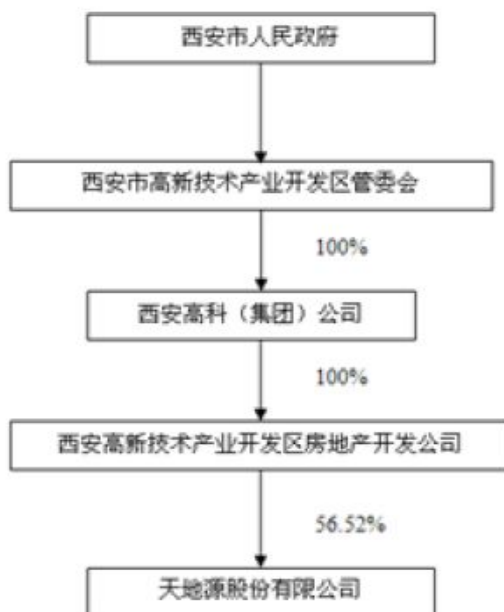 西安市人民政府
西安市高新技术产业开发区管委会
100%
西安高科（集团）公司
100%
西安高新技术产业开发区房地产开发公司
56.52%
天地源股份有限公司